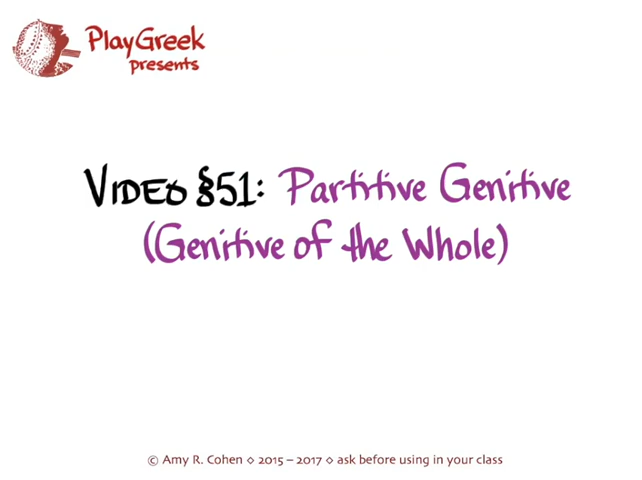 PlayGreek
presents
VIDEO §51: Partitive Genitive
(Genitive of the Whole)
© Amy R. Cohen ◇ 2015 – 2017 ◇ ask before using in your class